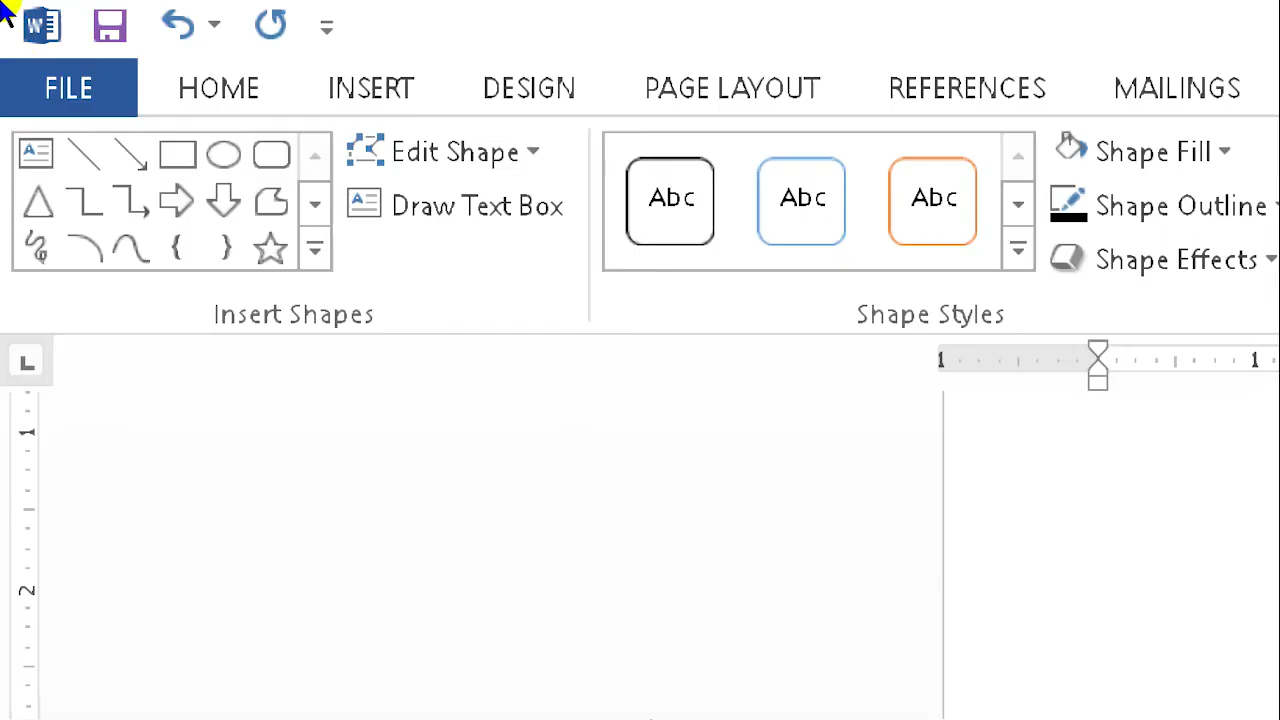 FILE HOME INSERT DESIGN PAGE LAYOUT REFERENCES MAILINGS
Edit Shape
Draw Text Box
Insert Shapes
Abc Abc Abc
Shape Styles
Shape Fill
Shape Outline
Shape Effects
1 1
1
2